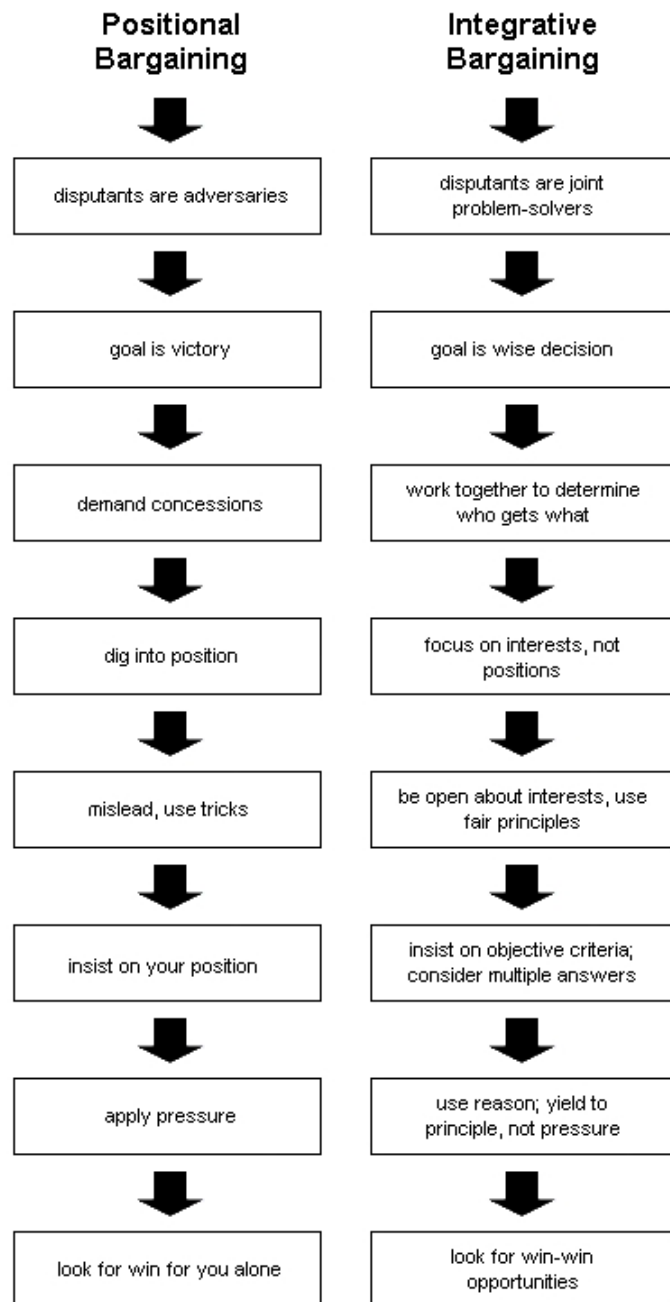 Positional
Bargaining
disputants are adversaries
goal is victory
demand concessions
dig into position
mislead, use tricks
insist on your position
apply pressure
look for win for you alone
Integrative
Bargaining
disputants are joint
problem-solvers
goal is wise decision
work together to determine
who gets what
focus on interests, not
positions
be open about interests, use
fair principles
insist on objective criteria;
consider multiple answers
use reason; yield to
principle, not pressure
look for win-win
opportunities